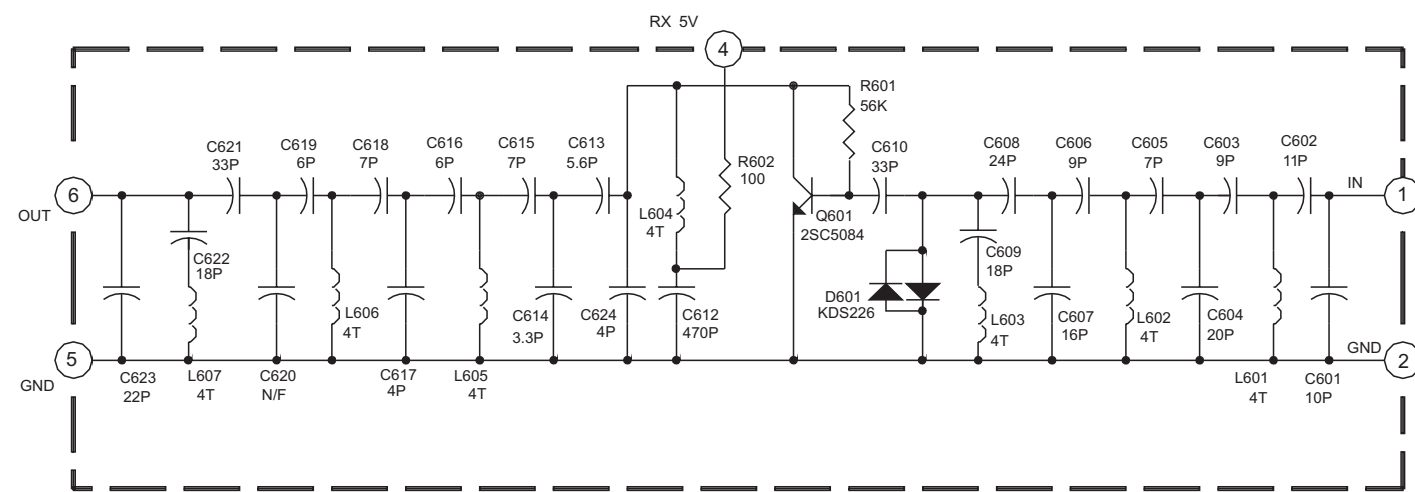 RX 5V
4
R601
56K
C621
33P
C619
6P
C618
7P
C616
6P
C615
7P
C613
5.6P
R602
100
C610
33P
C608
24P
C606
9P
C605
7P
C603
9P
C602
11P
6
OUT
IN
1
L604
4T
Q601
2SC5084
C622
18P
C609
18P
L606
4T
C614
3.3P
C624
4P
C612
470P
D601
KDS226
L603
4T
C607
16P
L602
4T
C604
20P
5
GND
GND
2
C623
22P
L607
4T
C620
N/F
C617
4P
L605
4T
L601
4T
C601
10P